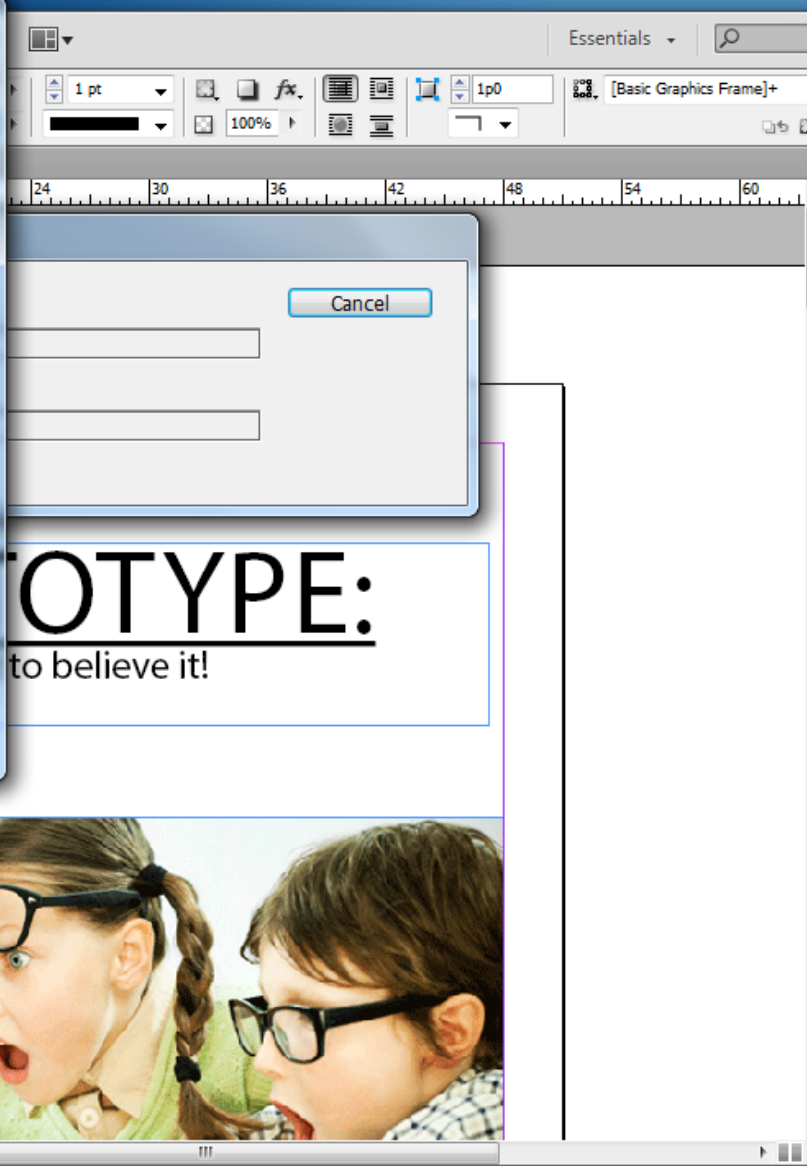 Essentials
1 pt
fx.
1p0
[Basic Graphics Frame]+
100%
24 30 36 42 48 54 60
Cancel
TOTYPE:
to believe it!